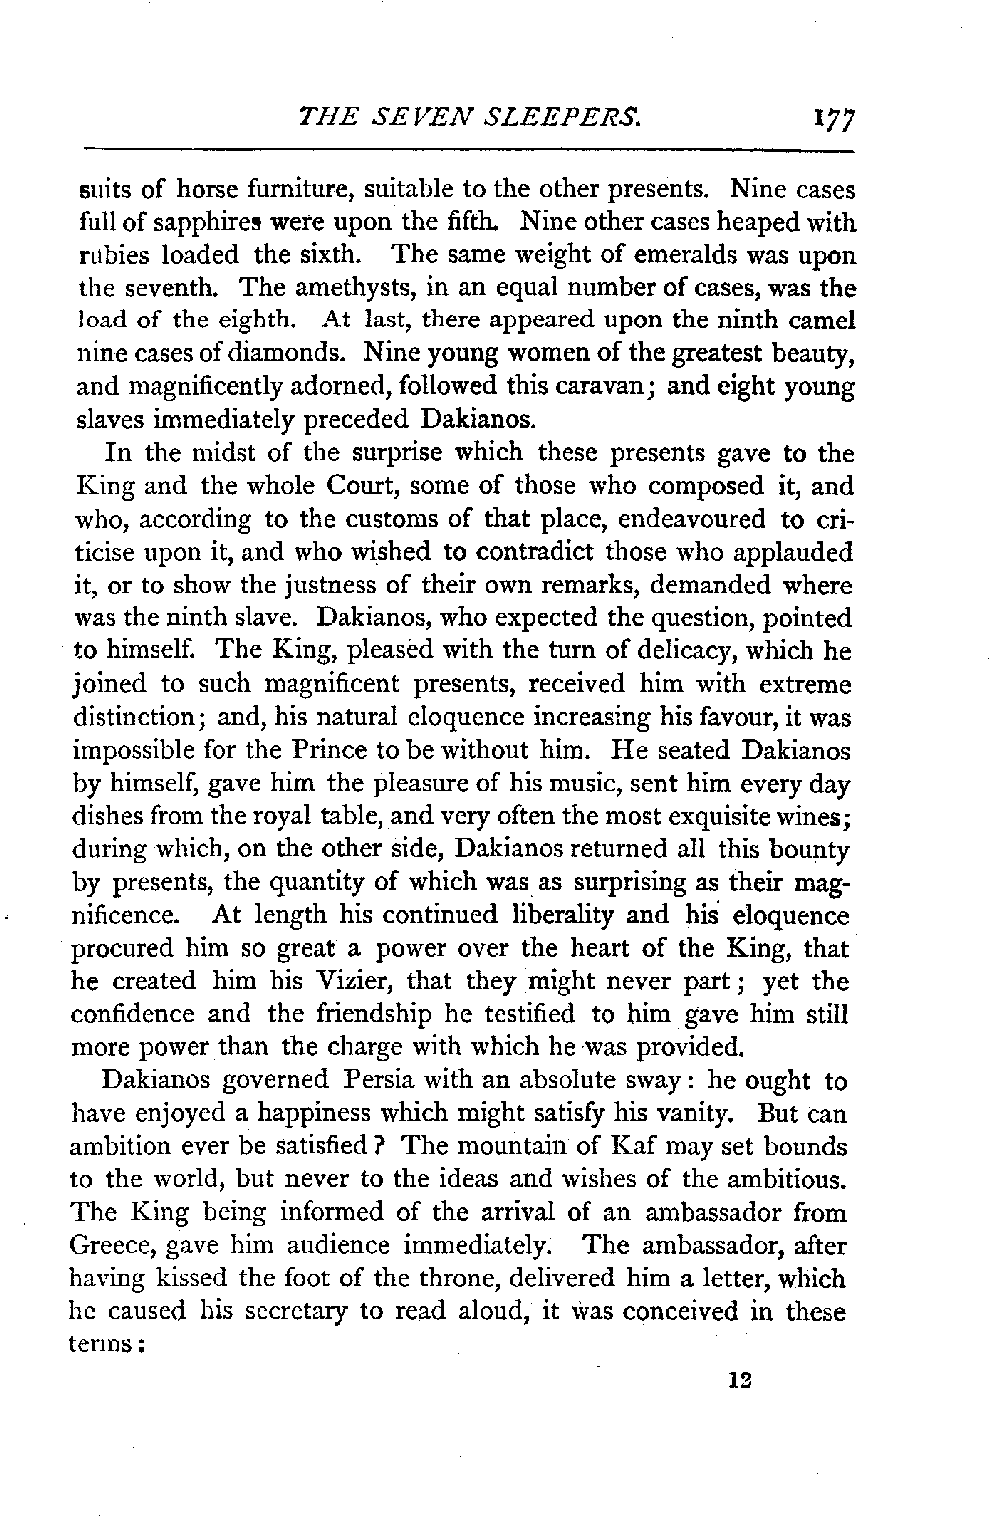 THE SEVEN SLEEPERS. 177
suits of horse furniture, suitable to the other presents. Nine cases
full of sapphires were upon the fifth. Nine other cases heaped with
rubies loaded the sixth. The same weight of emeralds was upon
the seventh. The amethysts, in an equal number of cases, was the
load of the eighth. At last, there appeared upon the ninth camel
nine cases of diamonds. Nine young women of the greatest beauty,
and magnificently adorned, followed this caravan; and eight young
slaves immediately preceded Dakianos.
In the midst of the surprise which these presents gave to the
King and the whole Court, some of those who composed it, and
who, according to the customs of that place, endeavoured to cri-
ticise upon it, and who wished to contradict those who applauded
it, or to show the justness of their own remarks, demanded where
was the ninth slave. Dakianos, who expected the question, pointed
to himself. The King, pleased with the turn of delicacy, which he
joined to such magnificent presents, received him with extreme
distinction; and, his natural eloquence increasing his favour, it was
impossible for the Prince to be without him. He seated Dakianos
by himself, gave him the pleasure of his music, sent him every day
dishes from the royal table, and very often the most exquisite wines;
during which, on the other side, Dakianos returned all this bounty
by presents, the quantity of which was as surprising as their mag-
nificence. At length his continued liberality and his eloquence
procured him so great a power over the heart of the King, that
he created him his Vizier, that they might never part; yet the
confidence and the friendship he testified to him gave him still
more power than the charge with which he was provided.
Dakianos governed Persia with an absolute sway: he ought to
have enjoyed a happiness which might satisfy his vanity. But can
ambition ever be satisfied? The mountain of Kaf may set bounds
to the world, but never to the ideas and wishes of the ambitious.
The King being informed of the arrival of an ambassador from
Greece, gave him audience immediately. The ambassador, after
having kissed the foot of the throne, delivered him a letter, which
he caused his secretary to read aloud, it was conceived in these
terms:
12